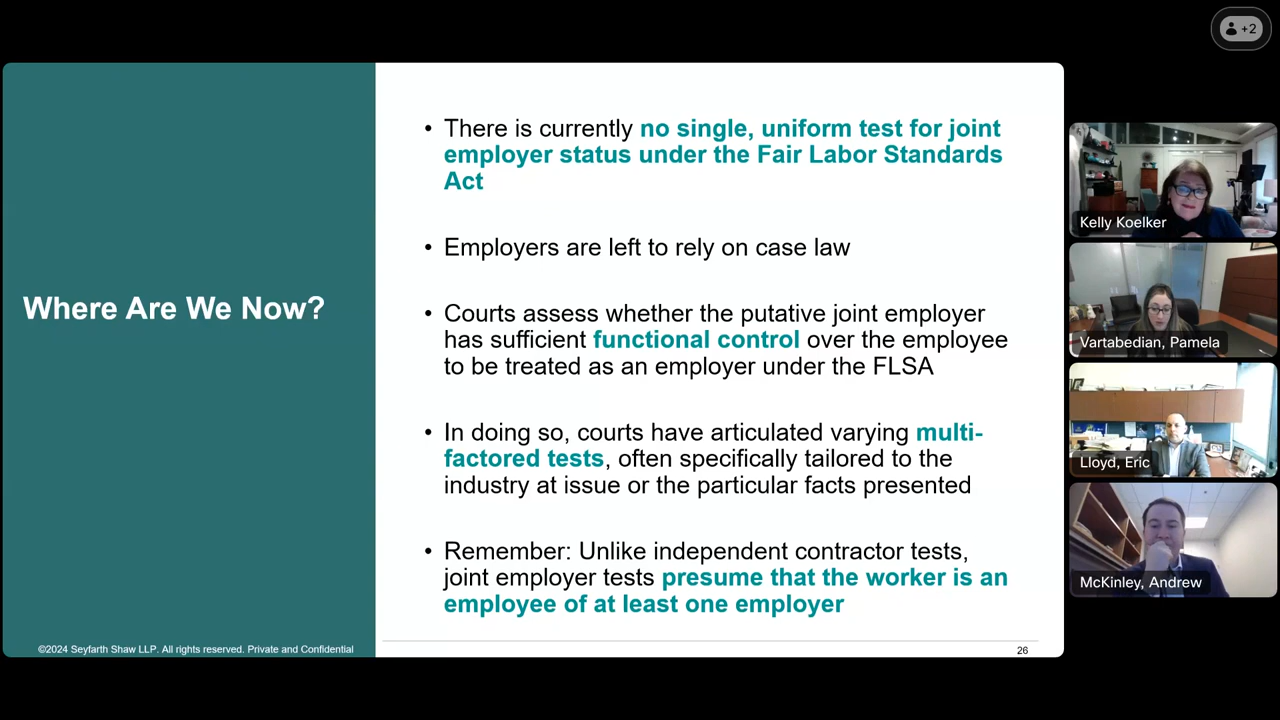 +2
Where Are We Now?
• There is currently no single, uniform test for joint
employer status under the Fair Labor Standards
Act
• Employers are left to rely on case law
• Courts assess whether the putative joint employer
has sufficient functional control over the employee
to be treated as an employer under the FLSA
• In doing so, courts have articulated varying multi-
factored tests, often specifically tailored to the
industry at issue or the particular facts presented
• Remember: Unlike independent contractor tests,
joint employer tests presume that the worker is an
employee of at least one employer
©2024 Seyfarth Shaw LLP. All rights reserved. Private and Confidential
26
Kelly Koelker
Vartabedian, Pamela
Lloyd, Eric
McKinley, Andrew